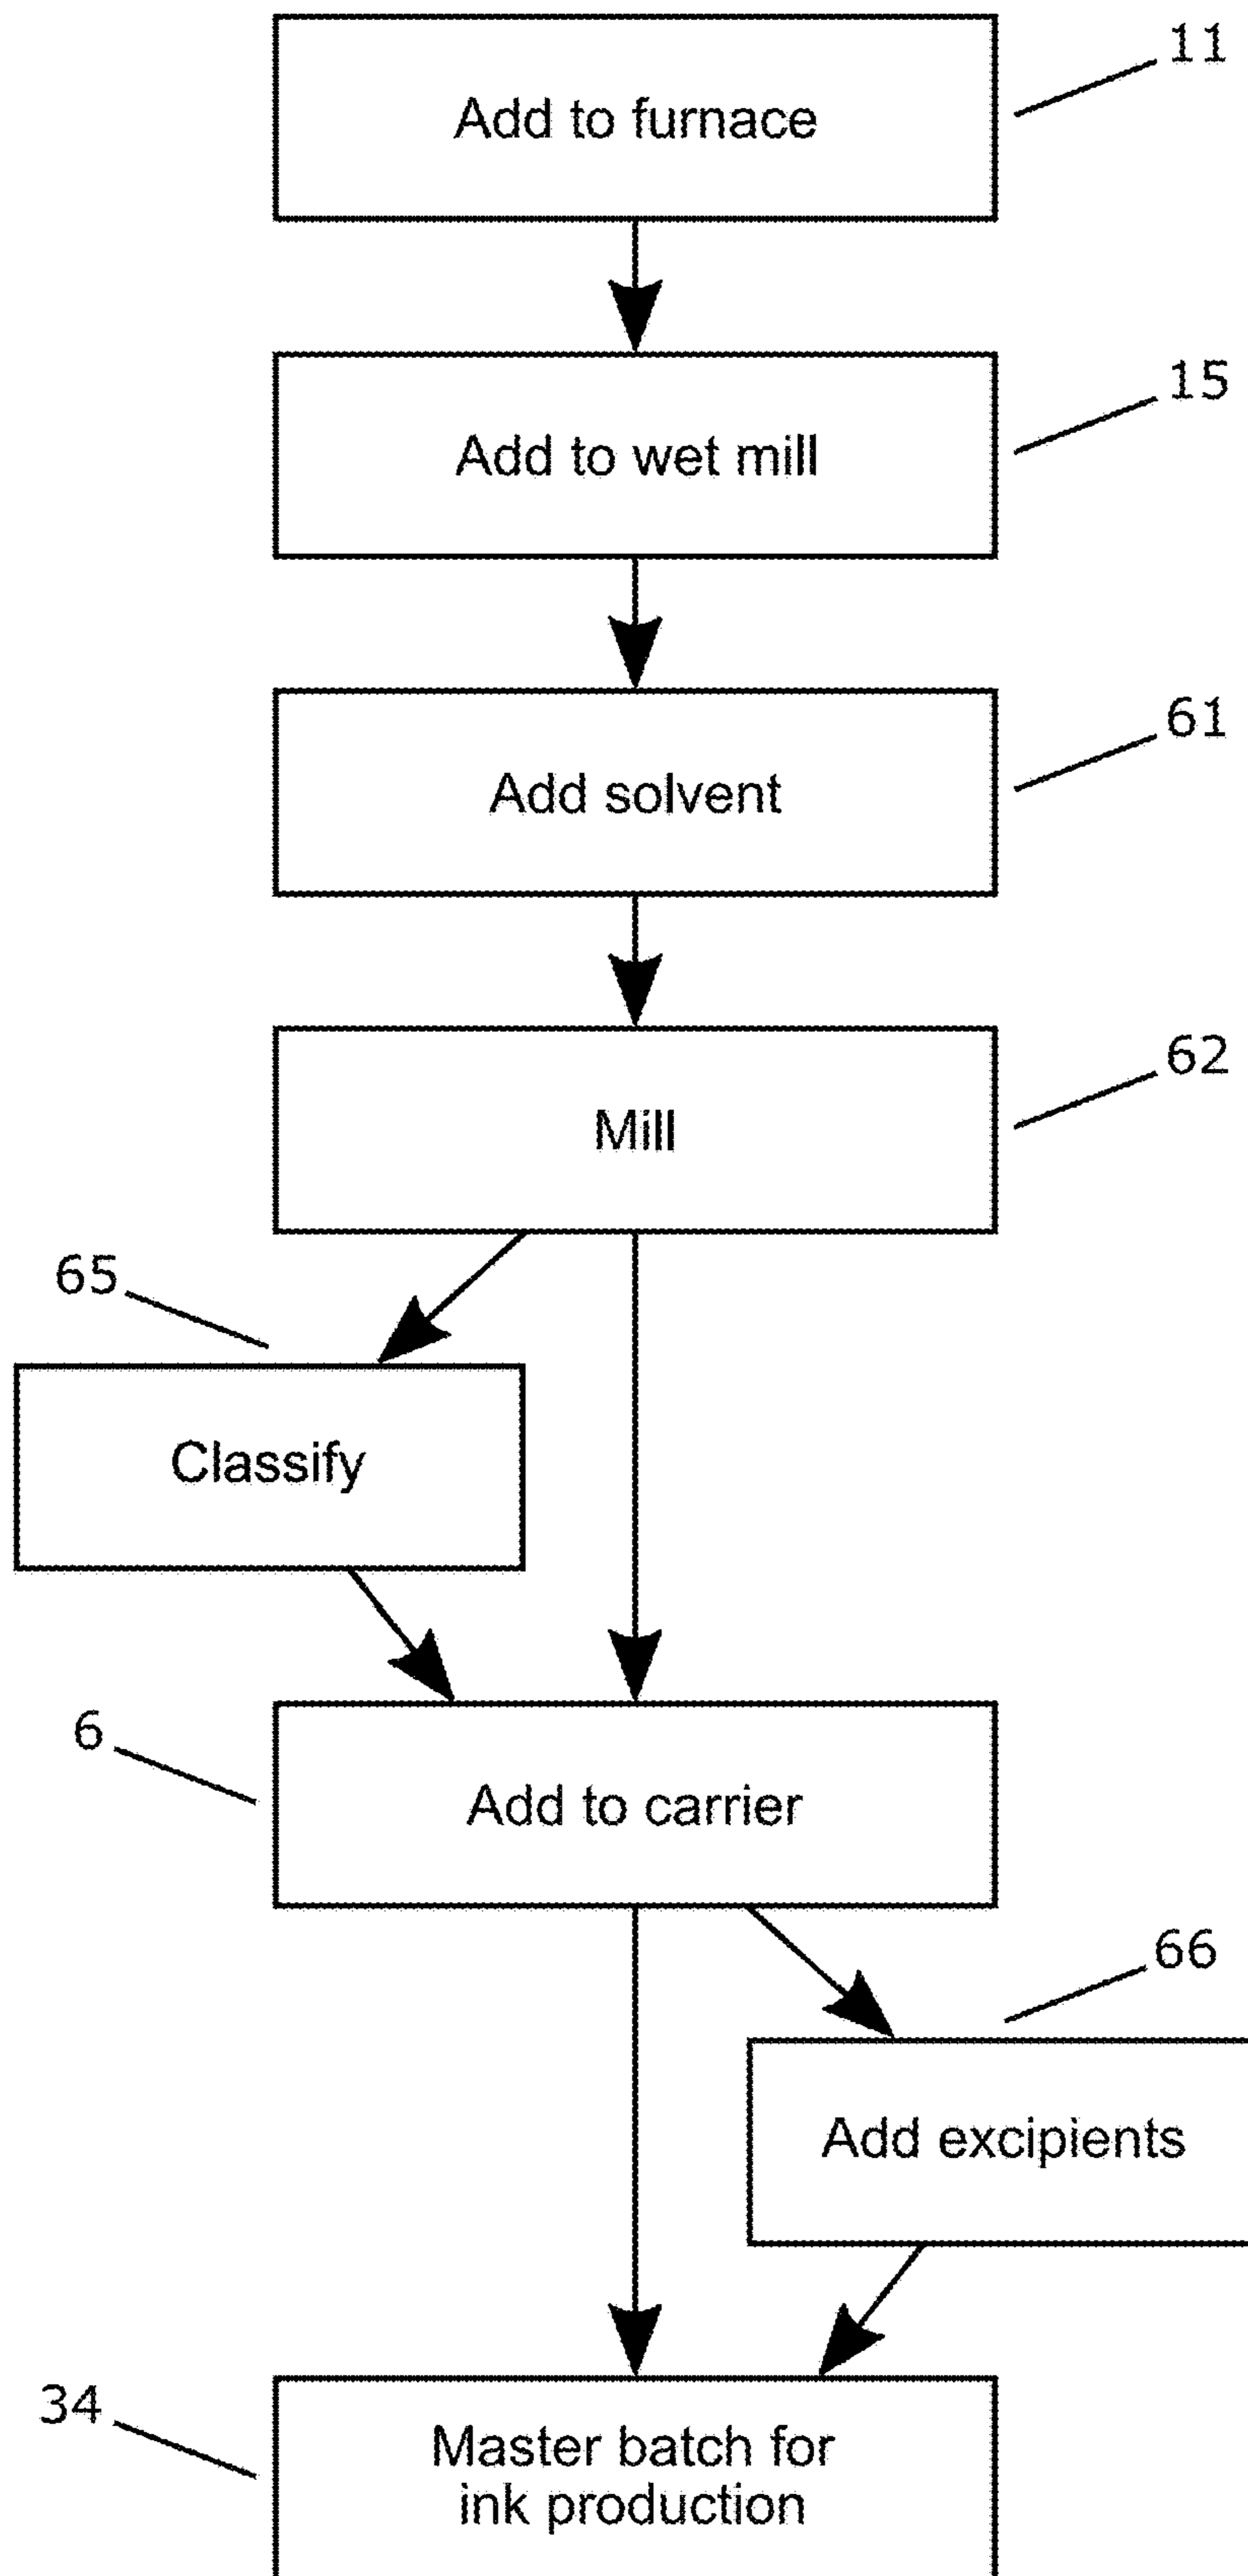 11
Add to furnace
15
Add to wet mill
61
Add solvent
62
Mill
65
Classify
6
Add to carrier
66
Add excipients
34
Master batch for
ink production